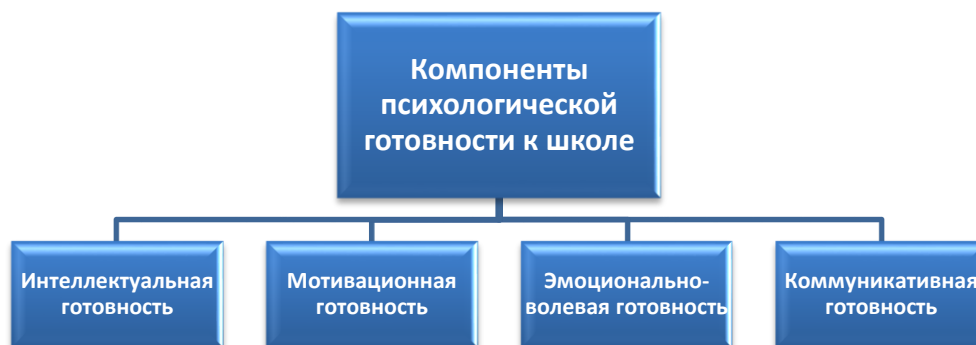 Компоненты
психологической
готовности к школе
Интеллектуальная
готовность
Мотивационная
готовность
Эмоционально-
волевая готовность
Коммуникативная
готовность